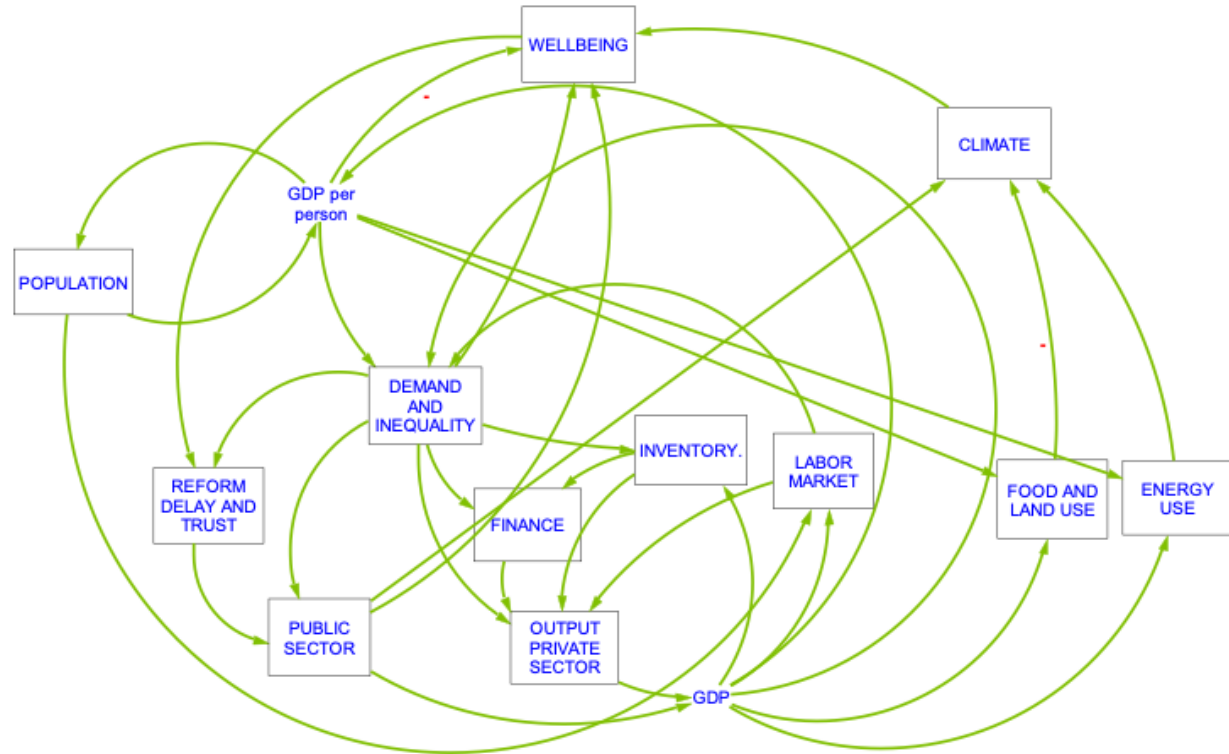 WELLBEING
-
CLIMATE
GDP per
person
POPULATION
DEMAND
AND
INEQUALITY
-
INVENTORY.
LABOR
MARKET
REFORM
DELAY AND
TRUST
FINANCE
FOOD AND
LAND USE
ENERGY
USE
PUBLIC
SECTOR
OUTPUT
PRIVATE
SECTOR
GDP